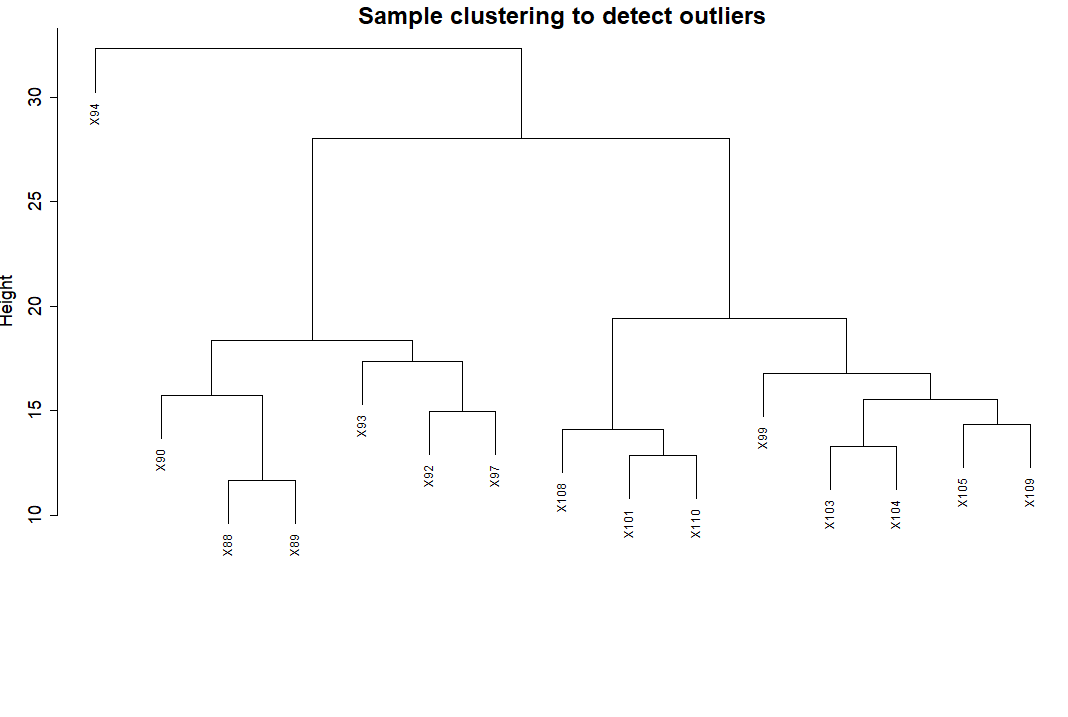 Sample clustering to detect outliers
Height
30
25
20
15
10
X94
X90
X88
X89
X93
X92
X97
X108
X101
X110
X99
X103
X104
X105
X109